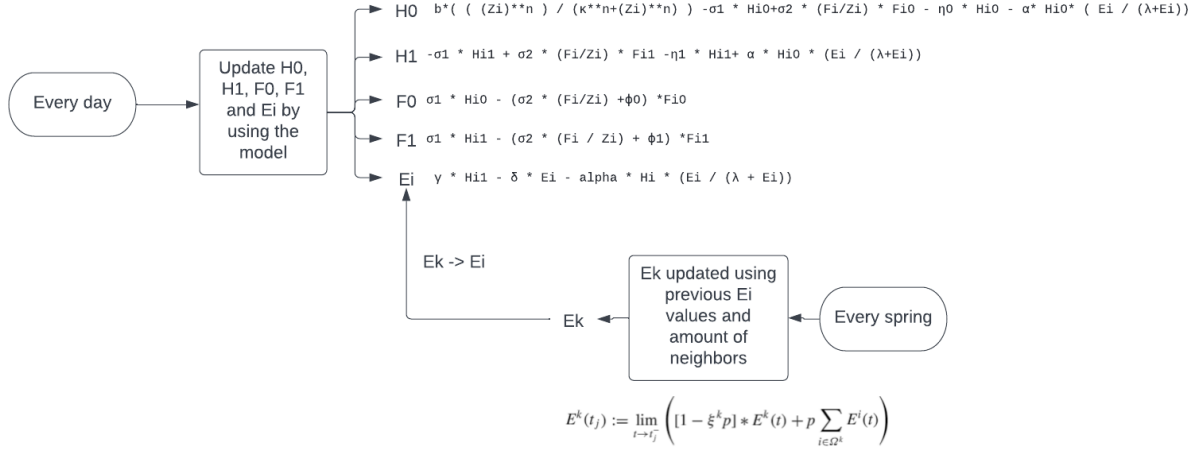 H0 b*( ( (Zi)**n ) / (κ**n+(Zi)**n) ) -σ1 * Hi0+σ2 * (Fi/Zi) * Fi0 - η0 * Hi0 - α* Hi0* ( Ei / (λ+Ei))
H1 -σ1 * Hi1 + σ2 * (Fi/Zi) * Fi1 -η1 * Hi1+ α * Hi0 * (Ei / (λ+Ei))
F0 σ1 * Hi0 - (σ2 * (Fi/Zi) +ϕ0) *Fi0
F1 σ1 * Hi1 - (σ2 * (Fi / Zi) + ϕ1) *Fi1
Ei γ * Hi1 - δ * Ei - alpha * Hi * (Ei / (λ + Ei))
Every day
Update H0,
H1, F0, F1
and Ei by
using the
model
Ek -> Ei
Ek
Ek updated using
previous Ei
values and
amount of
neighbors
Every spring
E^k(t_j) := lim_{t→t_j^-} ( [1 − ξ^k p] ∗ E^k(t) + p ∑_{i∈Ω^k} E^i(t) )